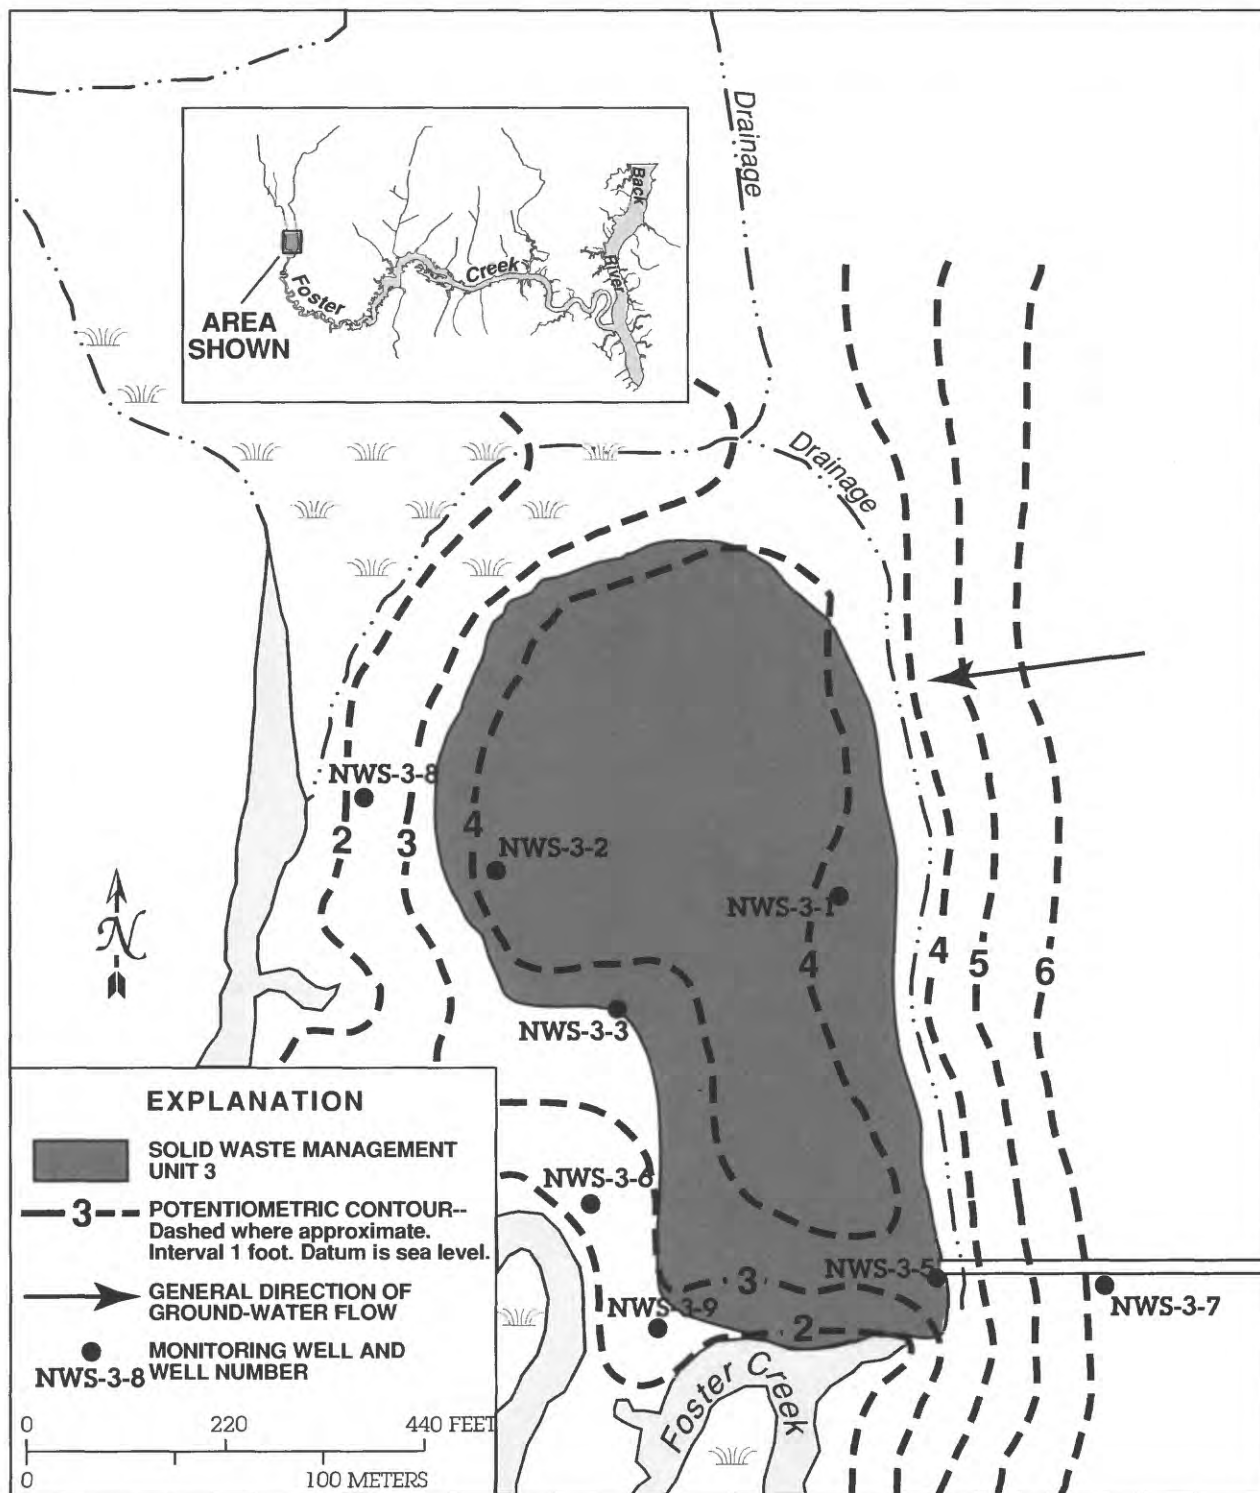 Drainage
Back
River
Foster
Creek
AREA
SHOWN
Drainage
NWS-3-8
2
3
4
NWS-3-2
NWS-3-1
N
4
4
5
6
NWS-3-3
NWS-3-6
3
NWS-3-5
NWS-3-7
NWS-3-9
2
Foster Creek
EXPLANATION
SOLID WASTE MANAGEMENT
UNIT 3
3
POTENTIOMETRIC CONTOUR--
Dashed where approximate.
Interval 1 foot. Datum is sea level.
GENERAL DIRECTION OF
GROUND-WATER FLOW
NWS-3-8
MONITORING WELL AND
WELL NUMBER
0 220 440 FEET
0 100 METERS